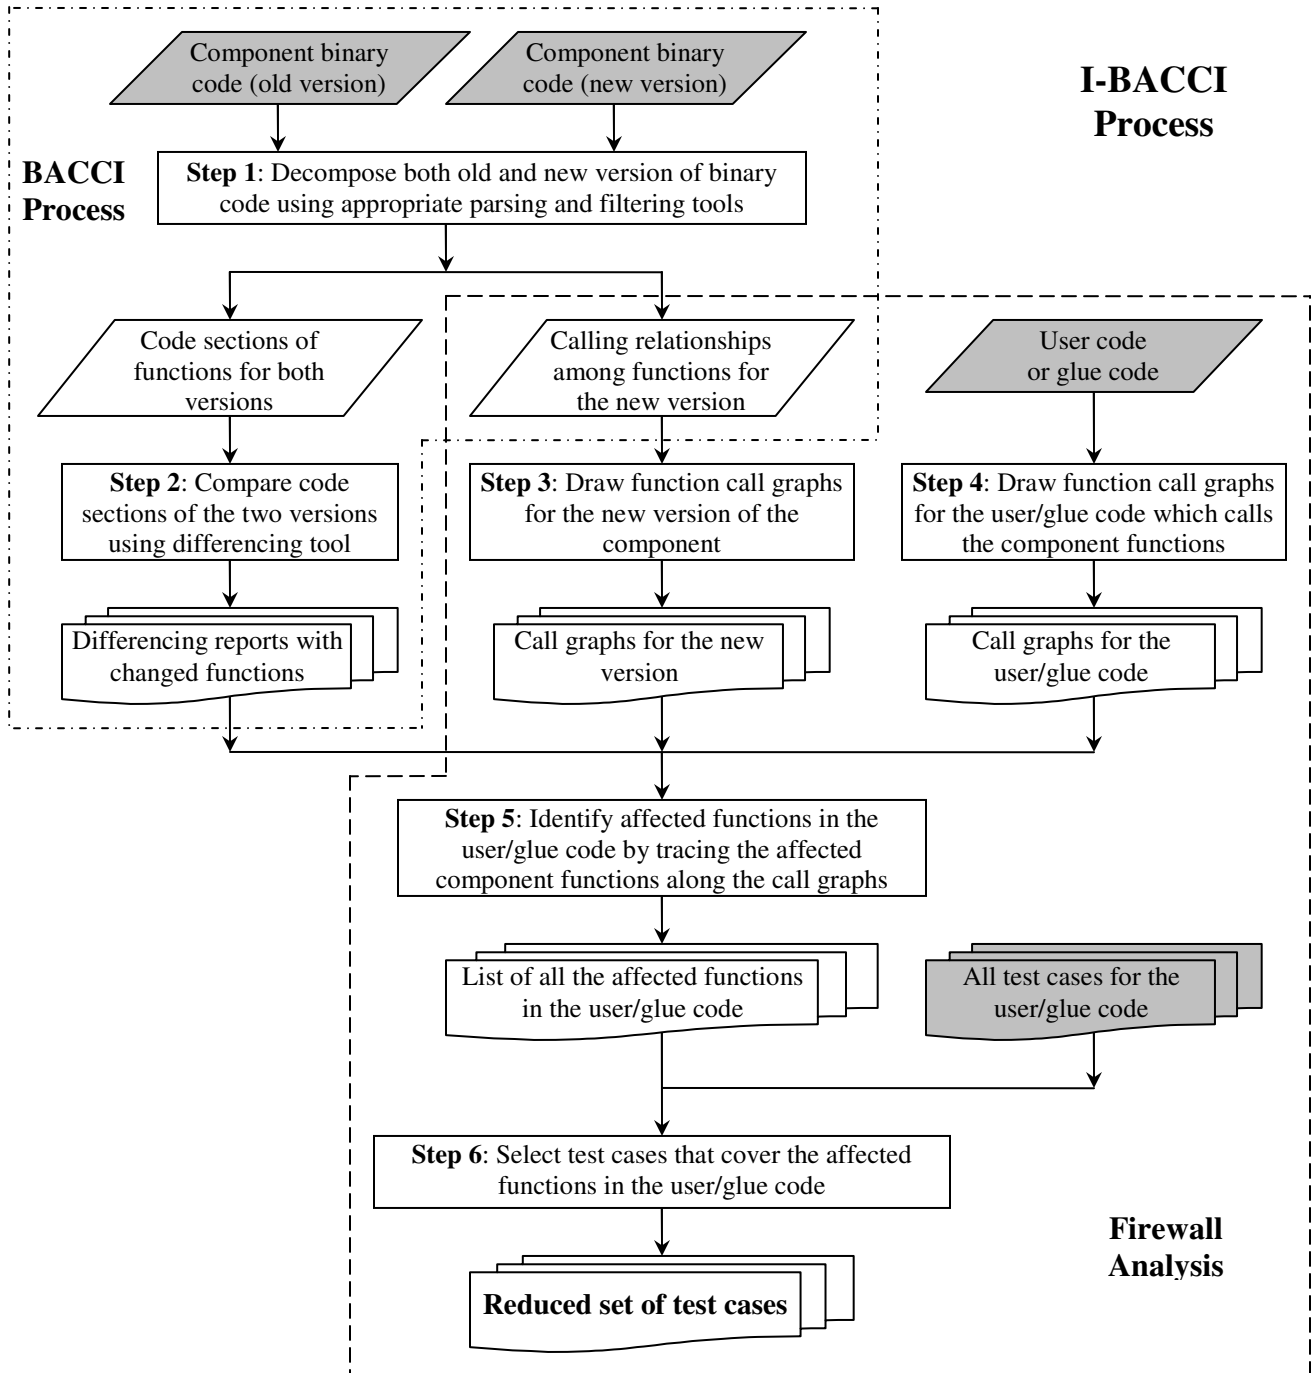 Component binary
code (old version)
Component binary
code (new version)
I-BACCI
Process
BACCI
Process
Step 1: Decompose both old and new version of binary
code using appropriate parsing and filtering tools
Code sections of
functions for both
versions
Calling relationships
among functions for
the new version
User code
or glue code
Step 2: Compare code
sections of the two versions
using differencing tool
Step 3: Draw function call graphs
for the new version of the
component
Step 4: Draw function call graphs
for the user/glue code which calls
the component functions
Differencing reports with
changed functions
Call graphs for the new
version
Call graphs for the
user/glue code
Step 5: Identify affected functions in the
user/glue code by tracing the affected
component functions along the call graphs
List of all the affected functions
in the user/glue code
All test cases for the
user/glue code
Step 6: Select test cases that cover the affected
functions in the user/glue code
Firewall
Analysis
Reduced set of test cases